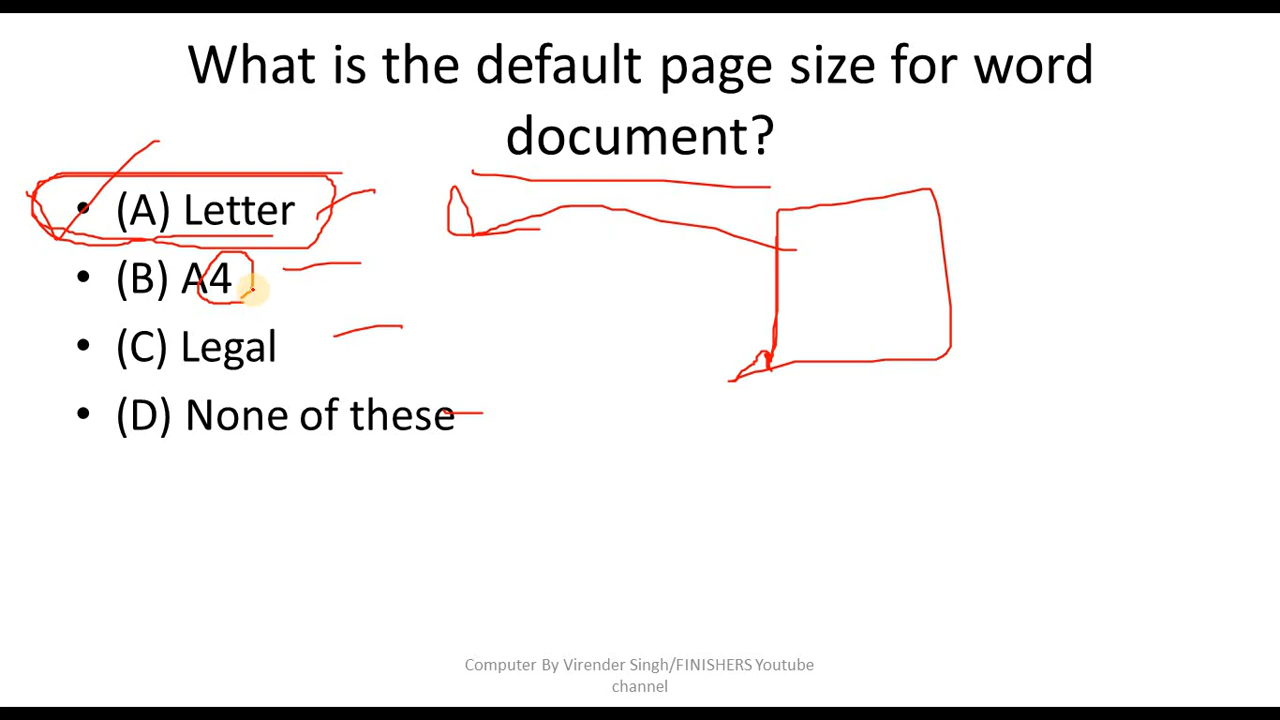 What is the default page size for word
document?
• (A) Letter
• (B) A4
• (C) Legal
• (D) None of these
Computer By Virender Singh/FINISHERS Youtube
channel